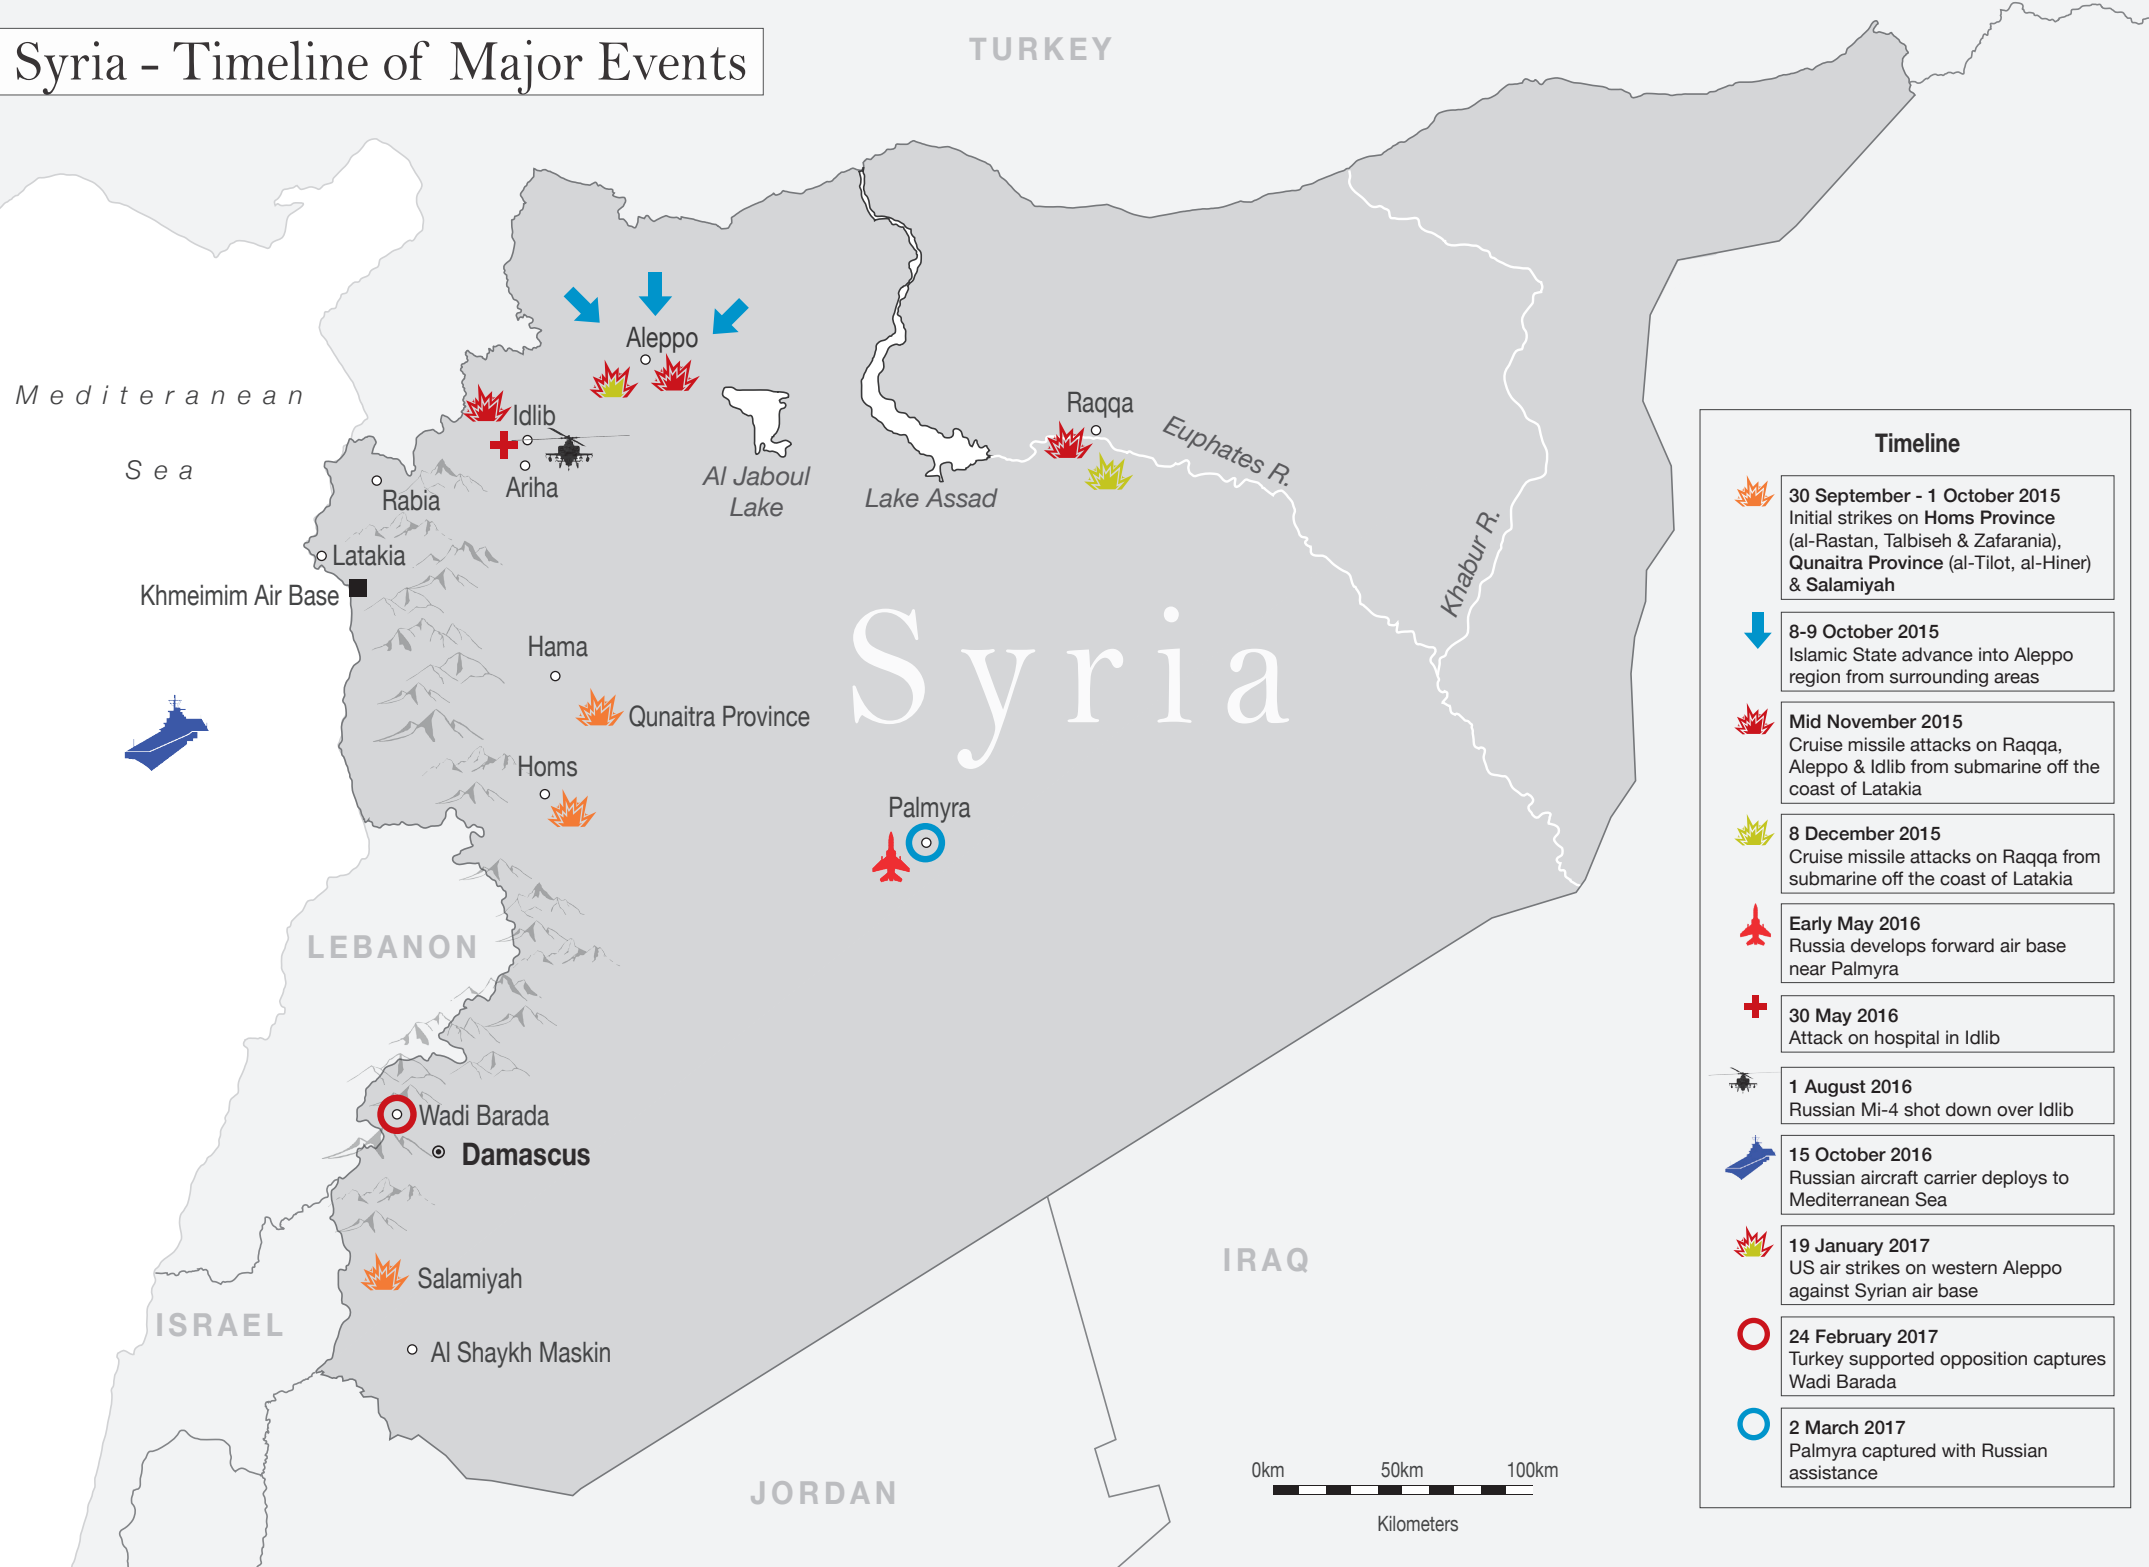 Syria - Timeline of Major Events
TURKEY
Aleppo
Mediteranean
Sea
Idlib
Ariha
Rabia
Raqqa
Euphates R.
Al Jaboul
Lake
Lake Assad
Khabur R.
Latakia
Khmeimim Air Base
Hama
Qunaitra Province
Syria
Homs
Palmyra
LEBANON
Wadi Barada
Damascus
Salamiyah
IRAQ
ISRAEL
Al Shaykh Maskin
JORDAN
0km 50km 100km
Kilometers
Timeline
30 September - 1 October 2015
Initial strikes on Homs Province
(al-Rastan, Talbiseh & Zafarania),
Qunaitra Province (al-Tilot, al-Hiner)
& Salamiyah
8-9 October 2015
Islamic State advance into Aleppo
region from surrounding areas
Mid November 2015
Cruise missile attacks on Raqqa,
Aleppo & Idlib from submarine off the
coast of Latakia
8 December 2015
Cruise missile attacks on Raqqa from
submarine off the coast of Latakia
Early May 2016
Russia develops forward air base
near Palmyra
30 May 2016
Attack on hospital in Idlib
1 August 2016
Russian Mi-4 shot down over Idlib
15 October 2016
Russian aircraft carrier deploys to
Mediterranean Sea
19 January 2017
US air strikes on western Aleppo
against Syrian air base
24 February 2017
Turkey supported opposition captures
Wadi Barada
2 March 2017
Palmyra captured with Russian
assistance